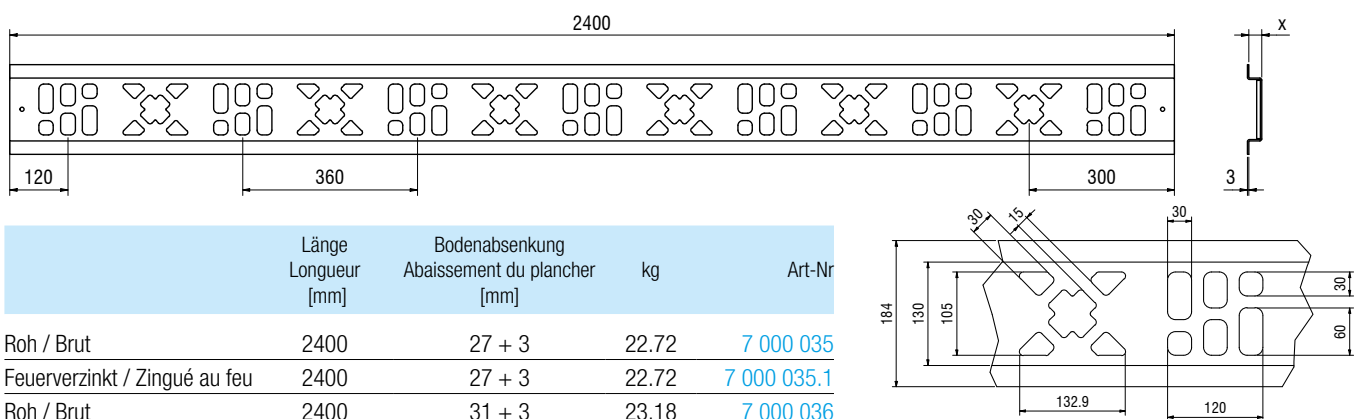 2400
x
120
360
300
3
Länge
Longueur
[mm]
Bodenabsenkung
Abaissement du plancher
[mm]
kg
Art-Nr
Roh / Brut 2400 27 + 3 22.72 7 000 035
Feuerverzinkt / Zingué au feu 2400 27 + 3 22.72 7 000 035.1
Roh / Brut 2400 31 + 3 23.18 7 000 036
30
15
30
184
130
105
30
60
132.9
120